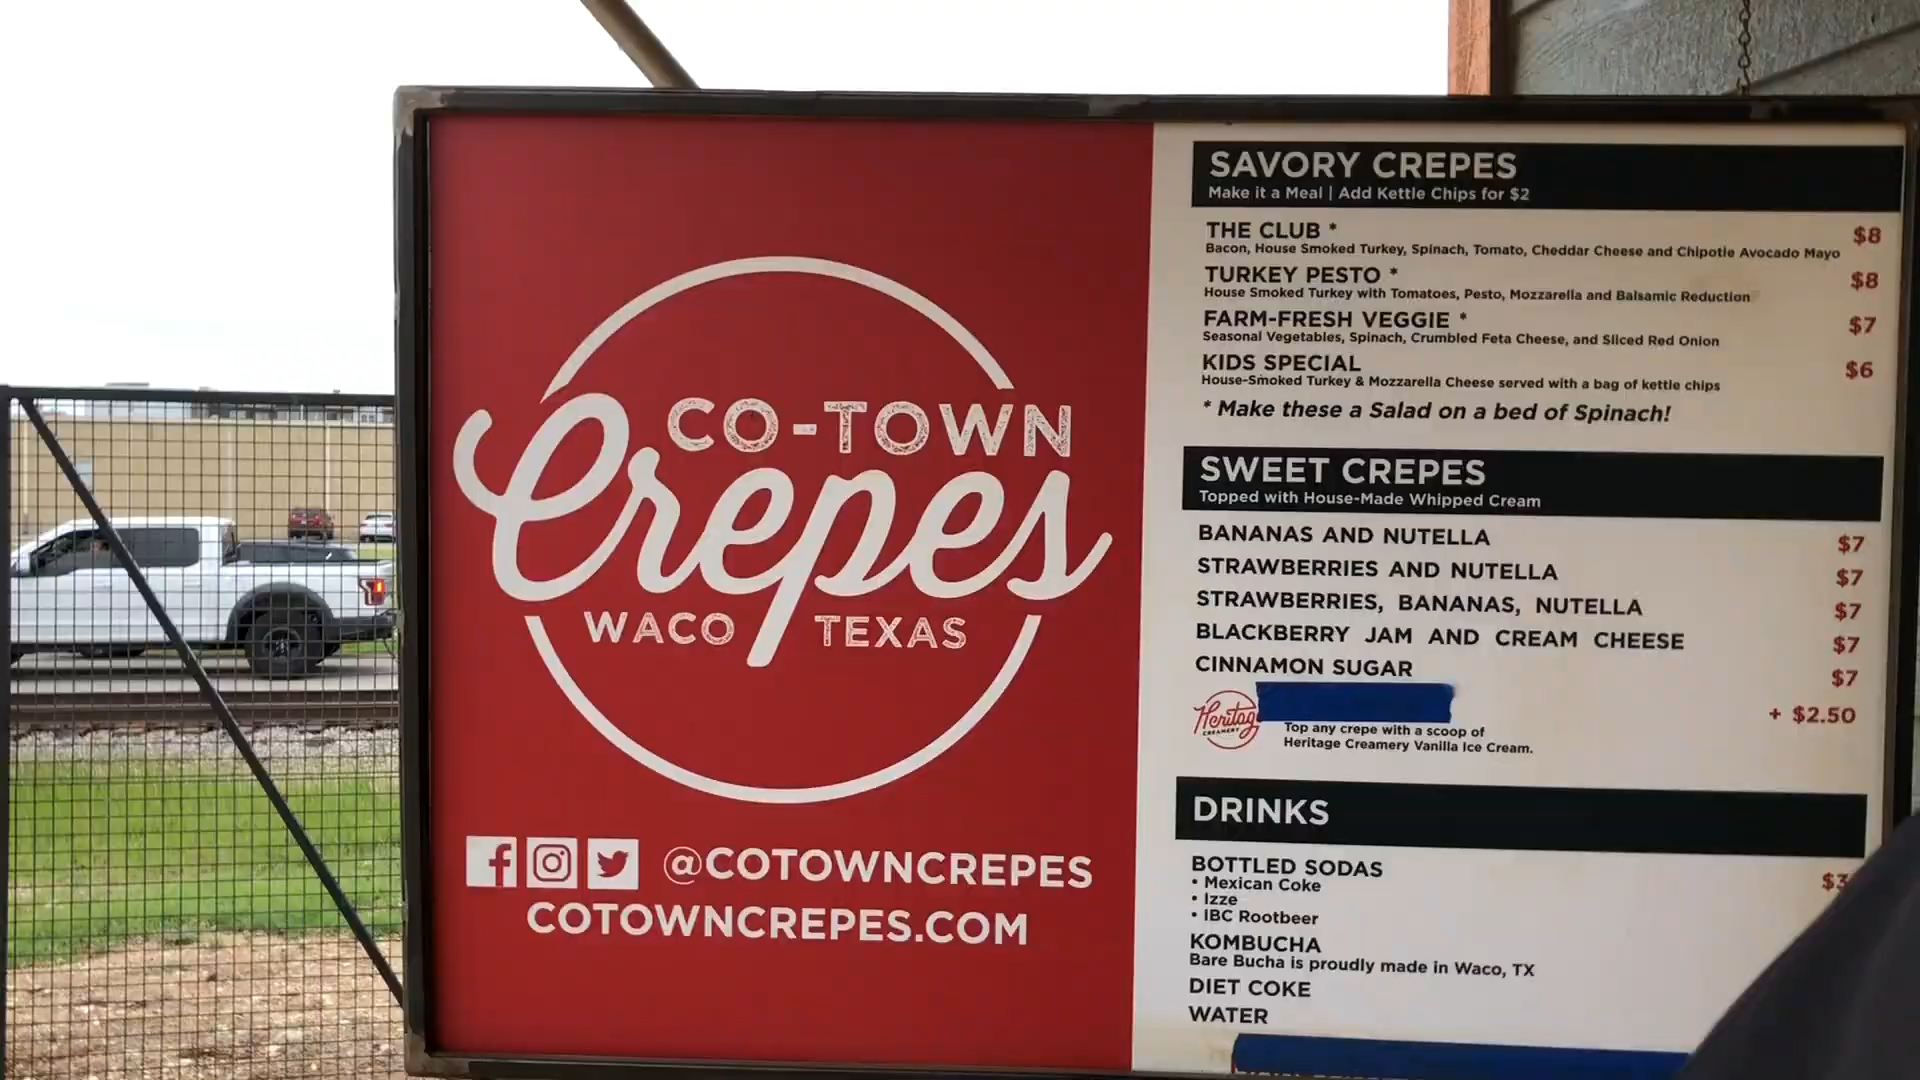 CO-TOWN
Crepes
WACO TEXAS
@COTOWNCREPES
COTOWNCREPES.COM
SAVORY CREPES
Make it a Meal | Add Kettle Chips for $2
THE CLUB * $8
Bacon, House Smoked Turkey, Spinach, Tomato, Cheddar Cheese and Chipotle Avocado Mayo
TURKEY PESTO * $8
House Smoked Turkey with Tomatoes, Pesto, Mozzarella and Balsamic Reduction
FARM-FRESH VEGGIE * $7
Seasonal Vegetables, Spinach, Crumbled Feta Cheese, and Sliced Red Onion
KIDS SPECIAL $6
House-Smoked Turkey & Mozzarella Cheese served with a bag of kettle chips
* Make these a Salad on a bed of Spinach!
SWEET CREPES
Topped with House-Made Whipped Cream
BANANAS AND NUTELLA $7
STRAWBERRIES AND NUTELLA $7
STRAWBERRIES, BANANAS, NUTELLA $7
BLACKBERRY JAM AND CREAM CHEESE $7
CINNAMON SUGAR $7
+ $2.50
Heritage
CREAMERY
Top any crepe with a scoop of
Heritage Creamery Vanilla Ice Cream.
DRINKS
BOTTLED SODAS $3
• Mexican Coke
• Izze
• IBC Rootbeer
KOMBUCHA
Bare Bucha is proudly made in Waco, TX
DIET COKE
WATER